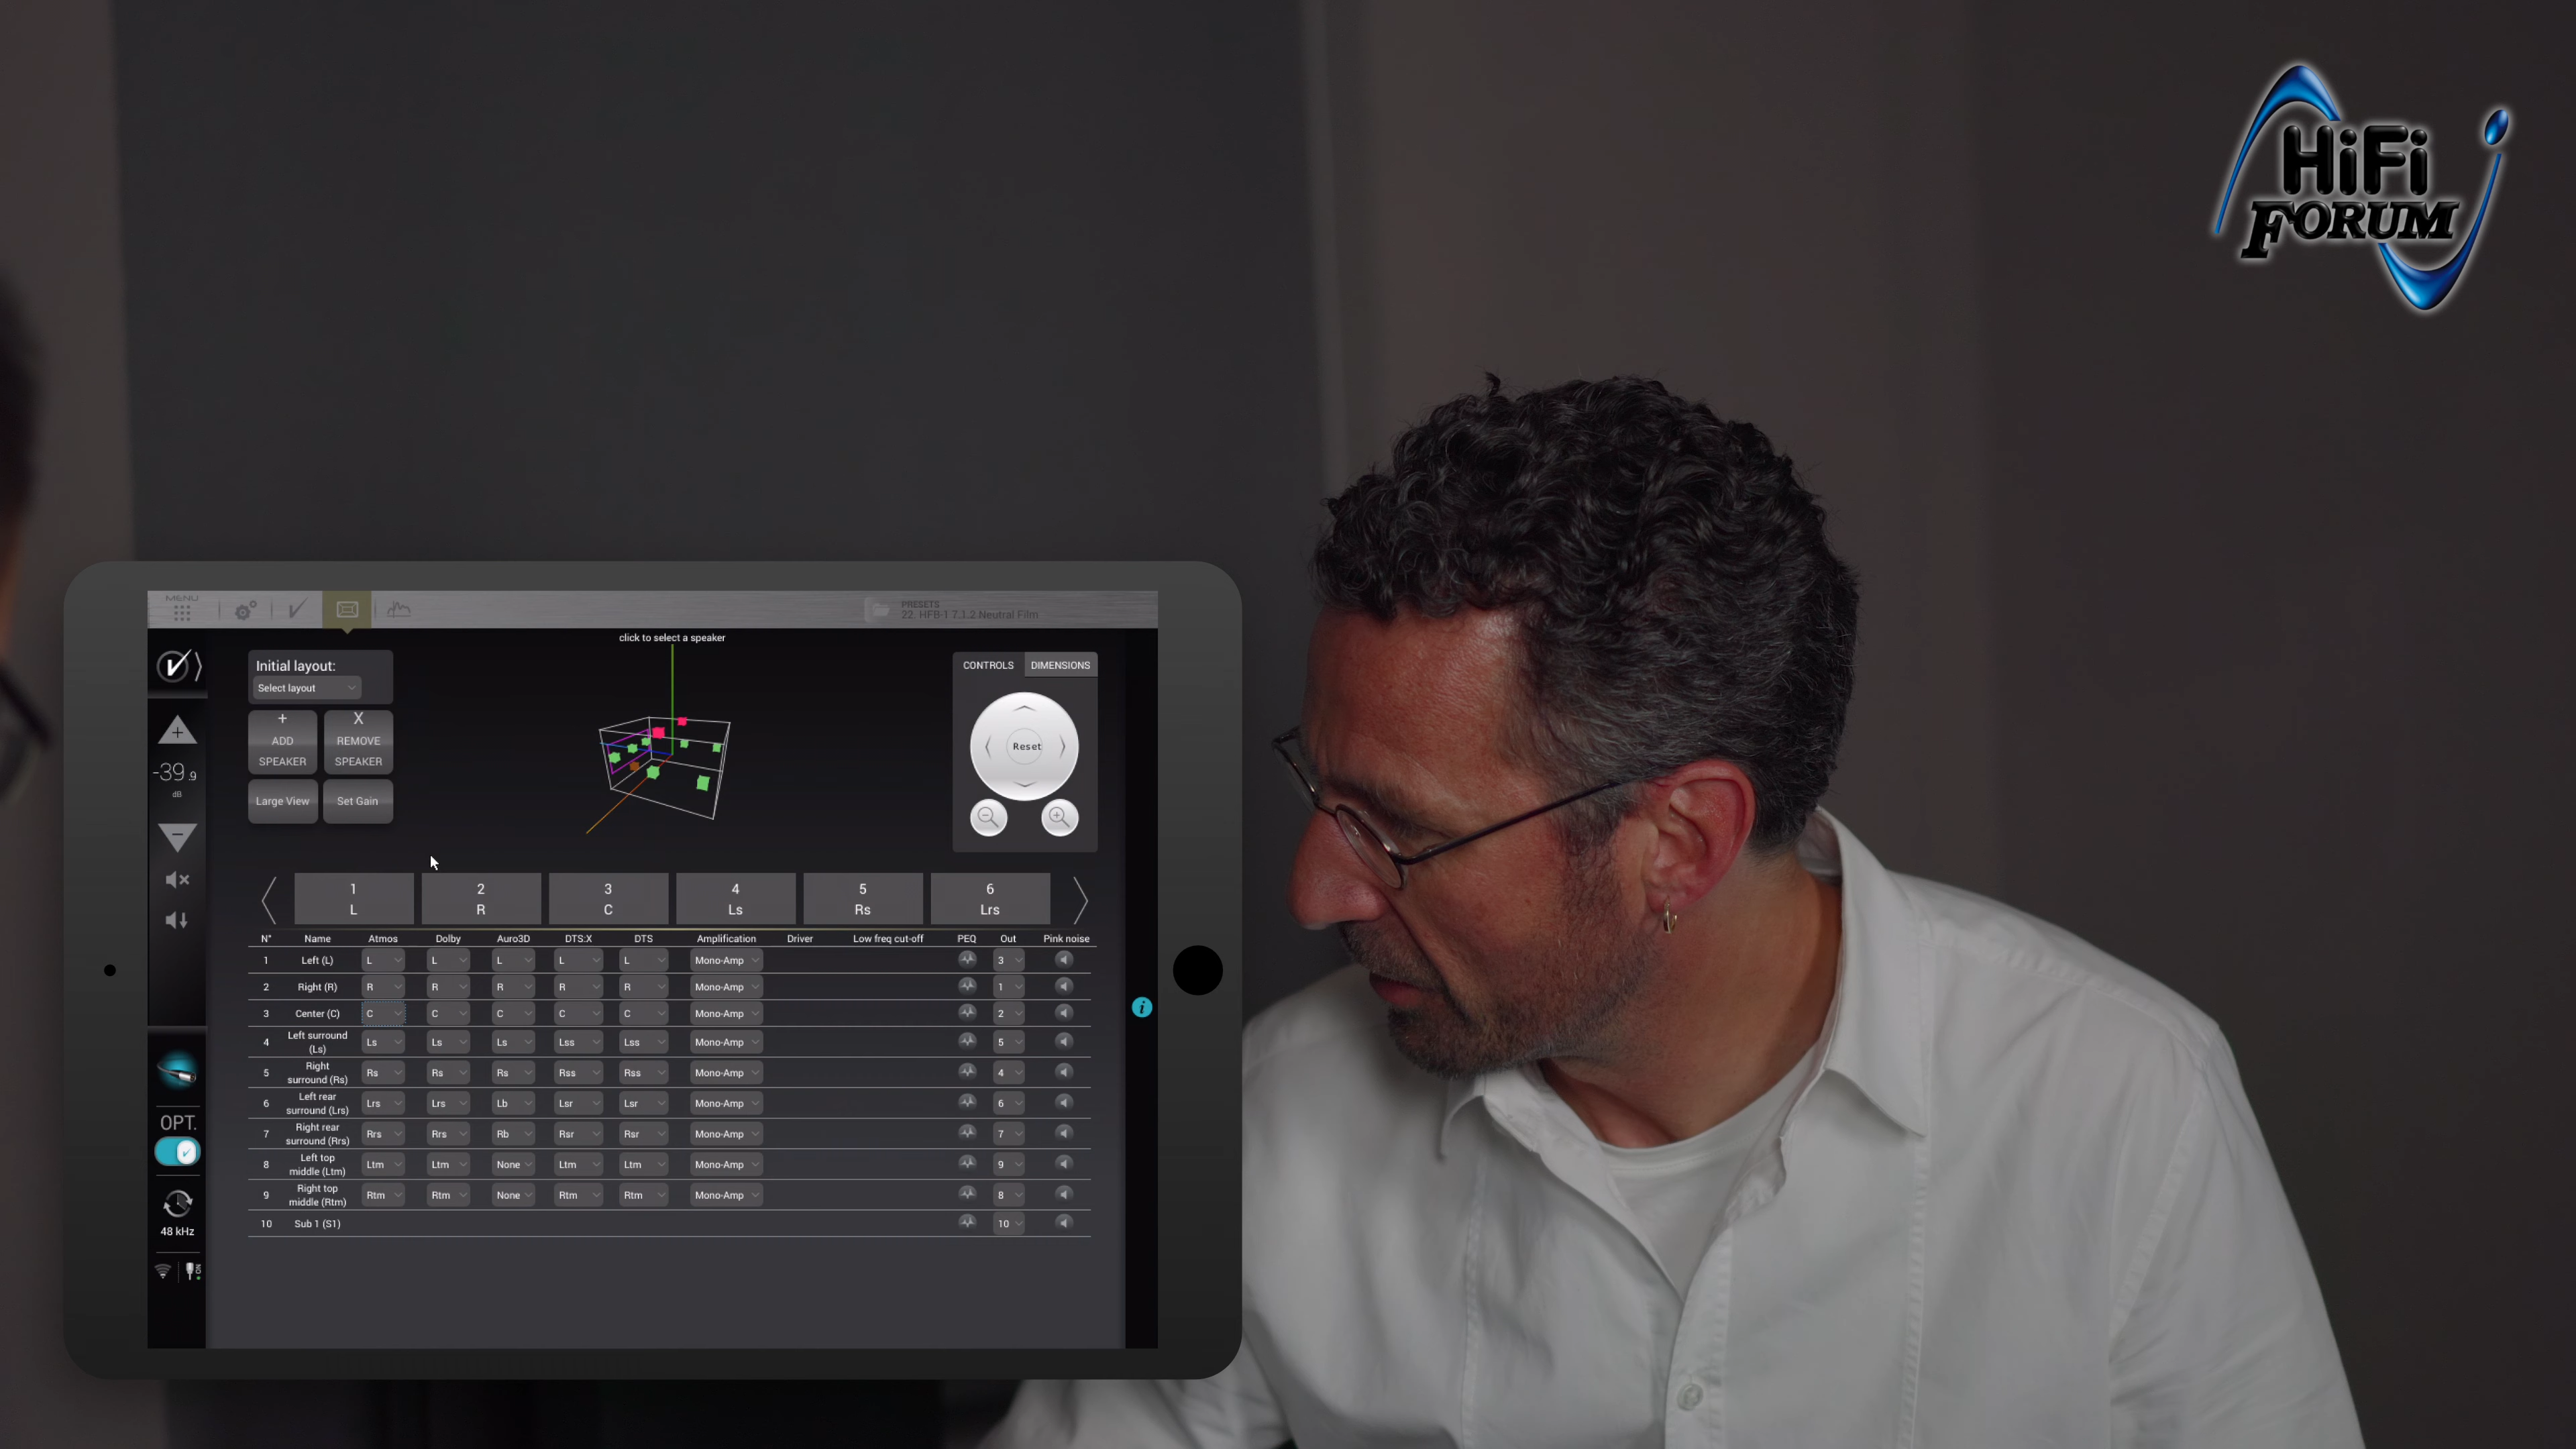 HiFi
FORUM
MENU
PRESETS
22. HFB-1 7.1.2 Neutral Film
click to select a speaker
Initial layout:
Select layout
CONTROLS DIMENSIONS
+ X
ADD REMOVE
SPEAKER SPEAKER
Large View Set Gain
Reset
+
-39.9
dB
−
1 2 3 4 5 6
L R C Ls Rs Lrs
N° Name Atmos Dolby Auro3D DTS:X DTS Amplification Driver Low freq cut-off PEQ Out Pink noise
1 Left (L) L L L L L Mono-Amp 3
2 Right (R) R R R R R Mono-Amp 1
3 Center (C) C C C C C Mono-Amp 2
4 Left surround (Ls) Ls Ls Ls Lss Lss Mono-Amp 5
5 Right surround (Rs) Rs Rs Rs Rss Rss Mono-Amp 4
6 Left rear surround (Lrs) Lrs Lrs Lb Lsr Lsr Mono-Amp 6
7 Right rear surround (Rrs) Rrs Rrs Rb Rsr Rsr Mono-Amp 7
8 Left top middle (Ltm) Ltm Ltm None Ltm Ltm Mono-Amp 9
9 Right top middle (Rtm) Rtm Rtm None Rtm Rtm Mono-Amp 8
10 Sub 1 (S1) 10
OPT.
48 kHz
i